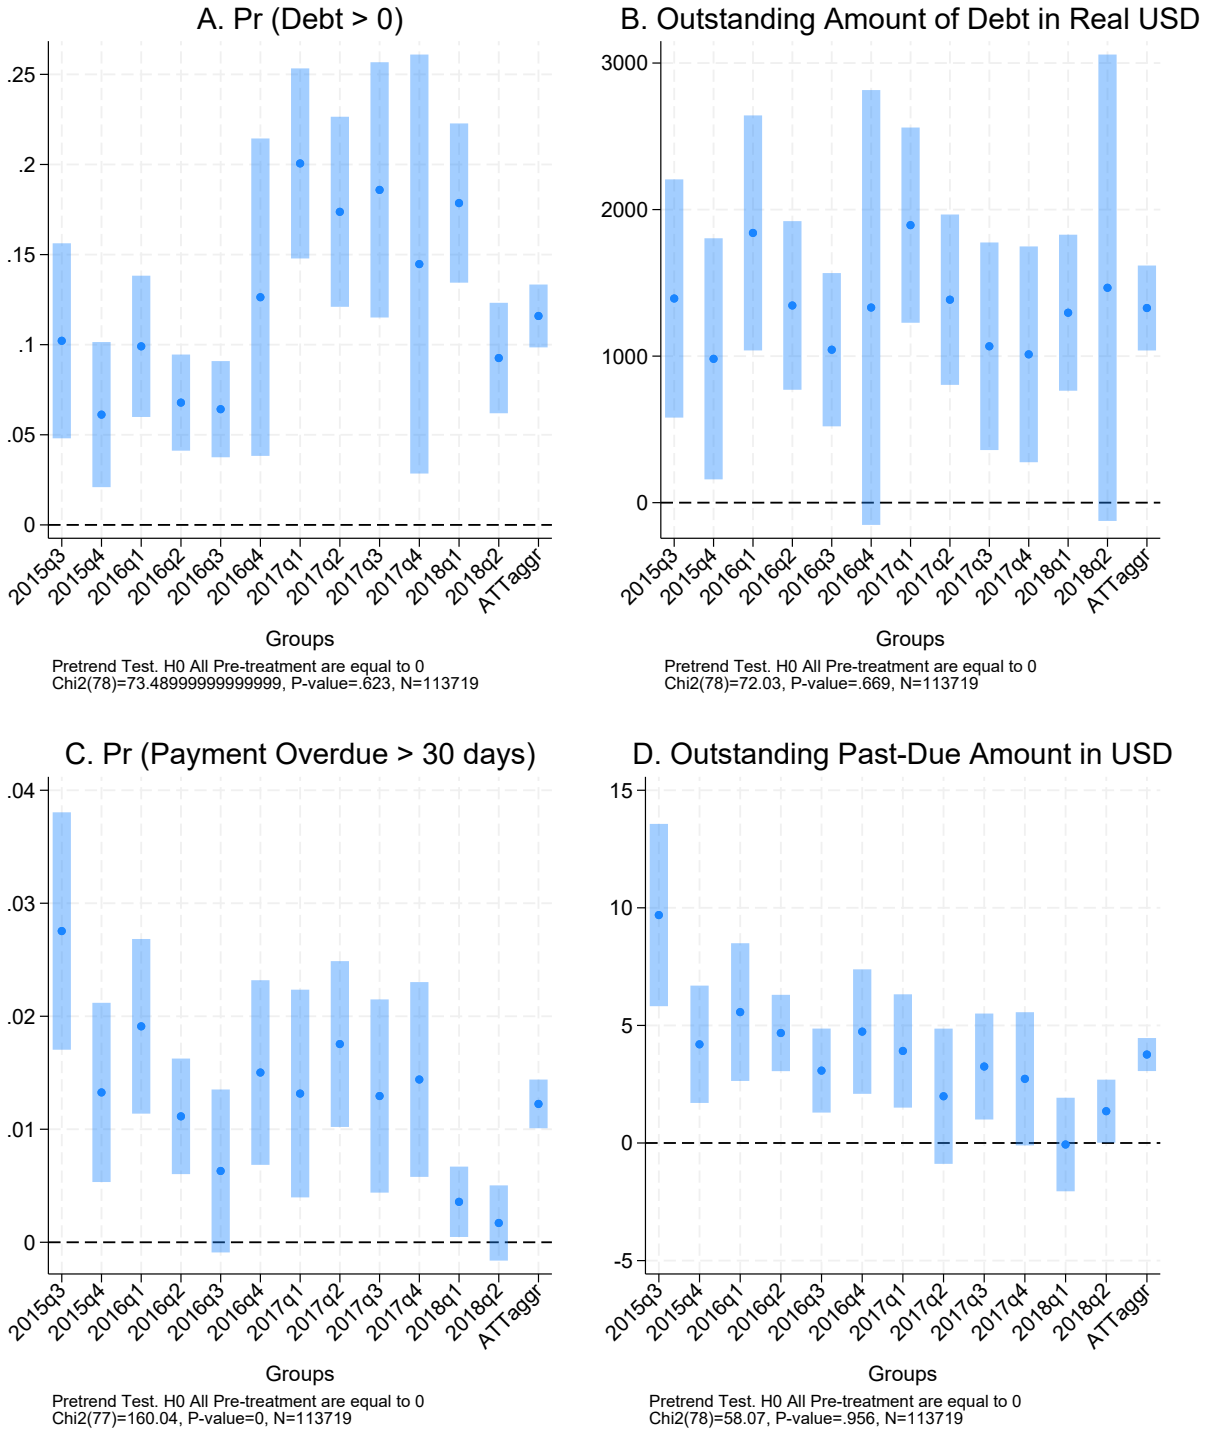 A. Pr (Debt > 0)
.25
.2
.15
.1
.05
0
2015q3
2015q4
2016q1
2016q2
2016q3
2016q4
2017q1
2017q2
2017q3
2017q4
2018q1
2018q2
ATTaggr
Groups
Pretrend Test. H0 All Pre-treatment are equal to 0
Chi2(78)=73.48999999999999, P-value=.623, N=113719
B. Outstanding Amount of Debt in Real USD
3000
2000
1000
0
2015q3
2015q4
2016q1
2016q2
2016q3
2016q4
2017q1
2017q2
2017q3
2017q4
2018q1
2018q2
ATTaggr
Groups
Pretrend Test. H0 All Pre-treatment are equal to 0
Chi2(78)=72.03, P-value=.669, N=113719
C. Pr (Payment Overdue > 30 days)
.04
.03
.02
.01
0
2015q3
2015q4
2016q1
2016q2
2016q3
2016q4
2017q1
2017q2
2017q3
2017q4
2018q1
2018q2
ATTaggr
Groups
Pretrend Test. H0 All Pre-treatment are equal to 0
Chi2(77)=160.04, P-value=0, N=113719
D. Outstanding Past-Due Amount in USD
15
10
5
0
-5
2015q3
2015q4
2016q1
2016q2
2016q3
2016q4
2017q1
2017q2
2017q3
2017q4
2018q1
2018q2
ATTaggr
Groups
Pretrend Test. H0 All Pre-treatment are equal to 0
Chi2(78)=58.07, P-value=.956, N=113719